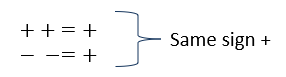 + + = +
− −= +
Same sign +